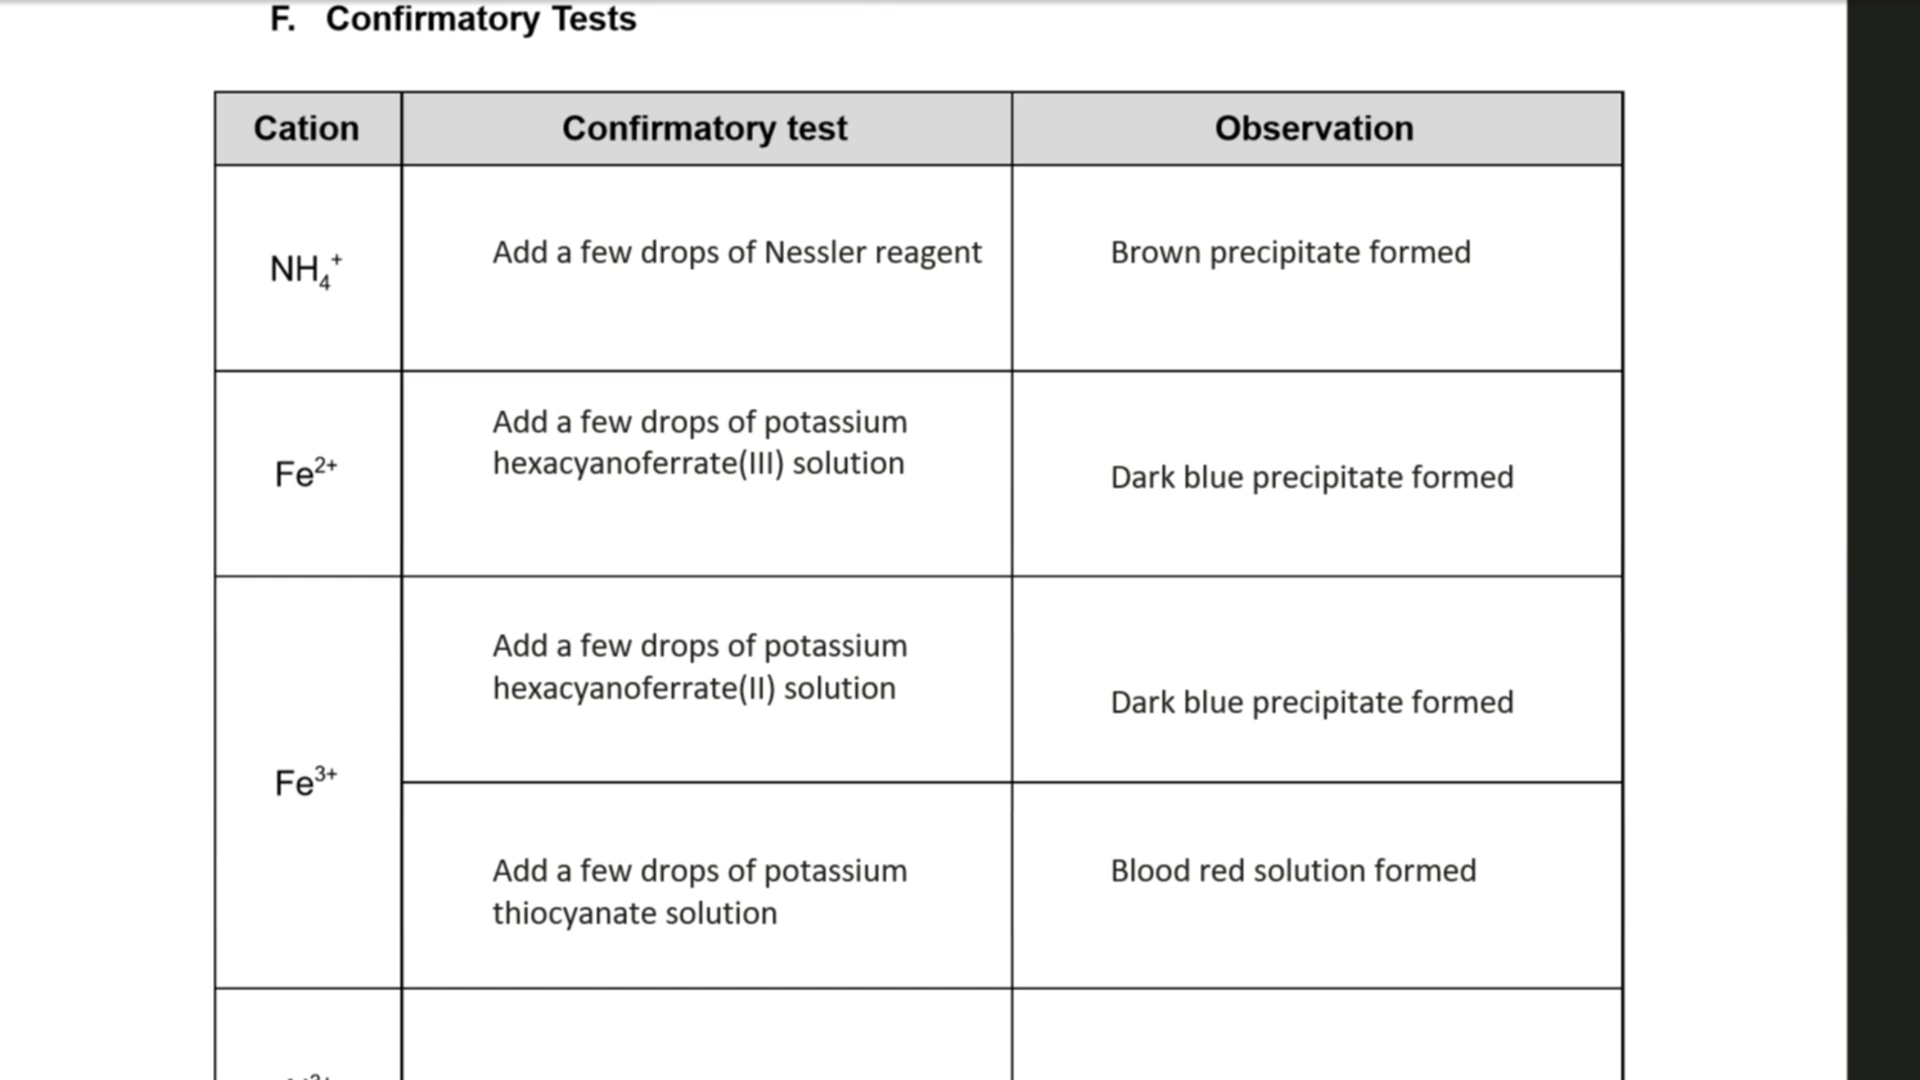 F. Confirmatory Tests
Cation Confirmatory test Observation
NH₄⁺ Add a few drops of Nessler reagent Brown precipitate formed
Fe²⁺ Add a few drops of potassium
hexacyanoferrate(III) solution
Dark blue precipitate formed
Fe³⁺
Add a few drops of potassium
hexacyanoferrate(II) solution
Dark blue precipitate formed
Add a few drops of potassium
thiocyanate solution
Blood red solution formed